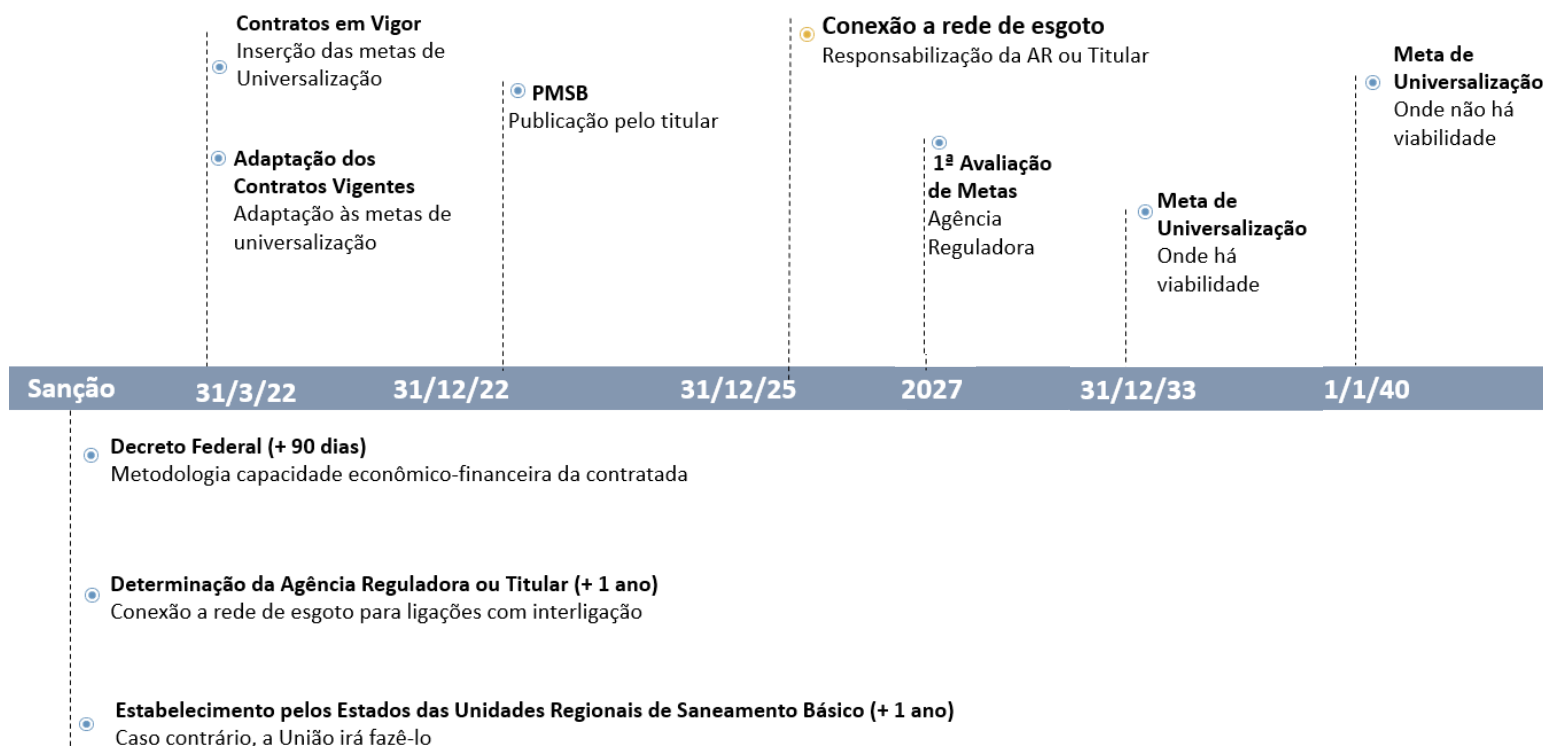 Contratos em Vigor
Inserção das metas de
Universalização
Adaptação dos
Contratos Vigentes
Adaptação às metas de
universalização
PMSB
Publicação pelo titular
Conexão a rede de esgoto
Responsabilização da AR ou Titular
1ª Avaliação
de Metas
Agência
Reguladora
Meta de
Universalização
Onde há
viabilidade
Meta de
Universalização
Onde não há
viabilidade
Sanção 31/3/22 31/12/22 31/12/25 2027 31/12/33 1/1/40
Decreto Federal (+ 90 dias)
Metodologia capacidade econômico-financeira da contratada
Determinação da Agência Reguladora ou Titular (+ 1 ano)
Conexão a rede de esgoto para ligações com interligação
Estabelecimento pelos Estados das Unidades Regionais de Saneamento Básico (+ 1 ano)
Caso contrário, a União irá fazê-lo